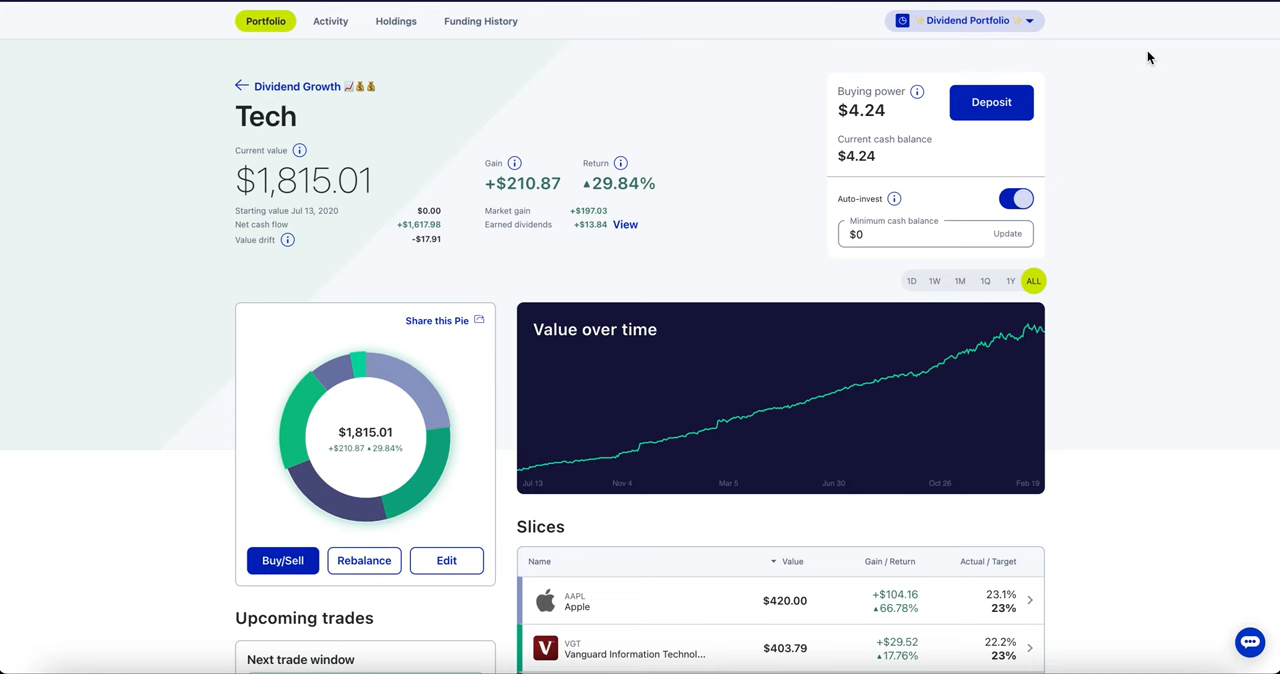 Portfolio Activity Holdings Funding History
✨ Dividend Portfolio ✨
Dividend Growth 📈💰💰
Tech
Current value
$1,815.01
Starting value Jul 13, 2020 $0.00
Net cash flow +$1,617.98
Value drift -$17.91
Gain
+$210.87
Return
▲29.84%
Market gain +$197.03
Earned dividends +$13.84 View
Buying power
$4.24
Deposit
Current cash balance
$4.24
Auto-invest
Minimum cash balance
$0 Update
1D 1W 1M 1Q 1Y ALL
Share this Pie
$1,815.01
+$210.87 ▲29.84%
Buy/Sell Rebalance Edit
Upcoming trades
Next trade window
Value over time
Jul 13 Nov 4 Mar 5 Jun 30 Oct 26 Feb 19
Slices
Name Value Gain / Return Actual / Target
AAPL
Apple
$420.00
+$104.16
▲66.78%
23.1%
23%
V
VGT
Vanguard Information Technol...
$403.79
+$29.52
▲17.76%
22.2%
23%